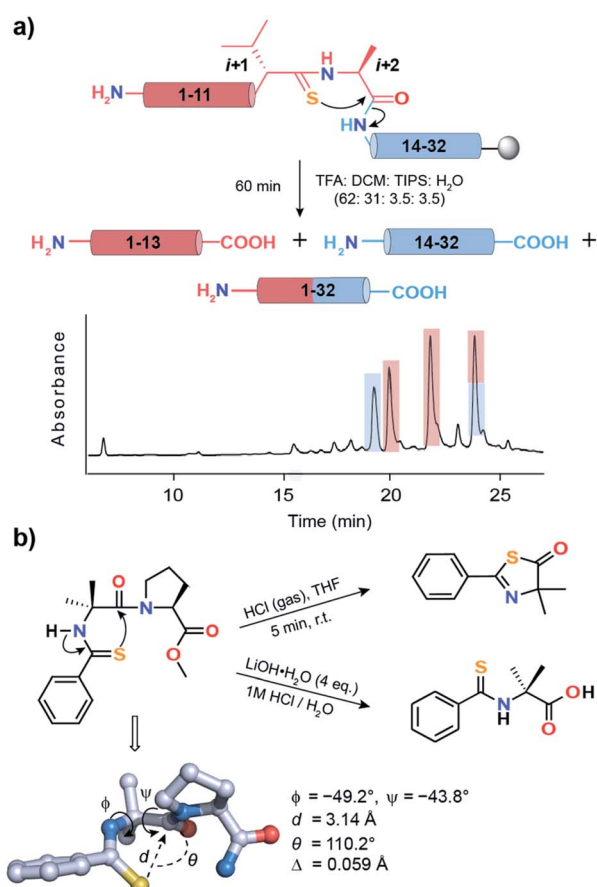 a)
i+1
H
N
i+2
H₂N
1-11
S
O
HN
14-32
60 min
TFA: DCM: TIPS: H₂O
(62: 31: 3.5: 3.5)
H₂N
1-13
COOH
+
H₂N
14-32
COOH
+
H₂N
1-32
COOH
Absorbance
10
15
20
25
Time (min)
b)
O
N
H-N
O
O
S
HCl (gas), THF
5 min, r.t.
S
O
N
LiOH•H₂O (4 eq.)
1M HCl / H₂O
S
N
H
OH
O
ϕ
ψ
d
θ
ϕ = −49.2°, ψ = −43.8°
d = 3.14 Å
θ = 110.2°
Δ = 0.059 Å